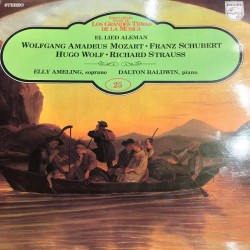 STEREO
PHILIPS
LOS GRANDES TEMAS
DE LA MUSICA
EL LIED ALEMAN
WOLFGANG AMADEUS MOZART · FRANZ SCHUBERT
HUGO WOLF · RICHARD STRAUSS
ELLY AMELING, soprano DALTON BALDWIN, piano
25